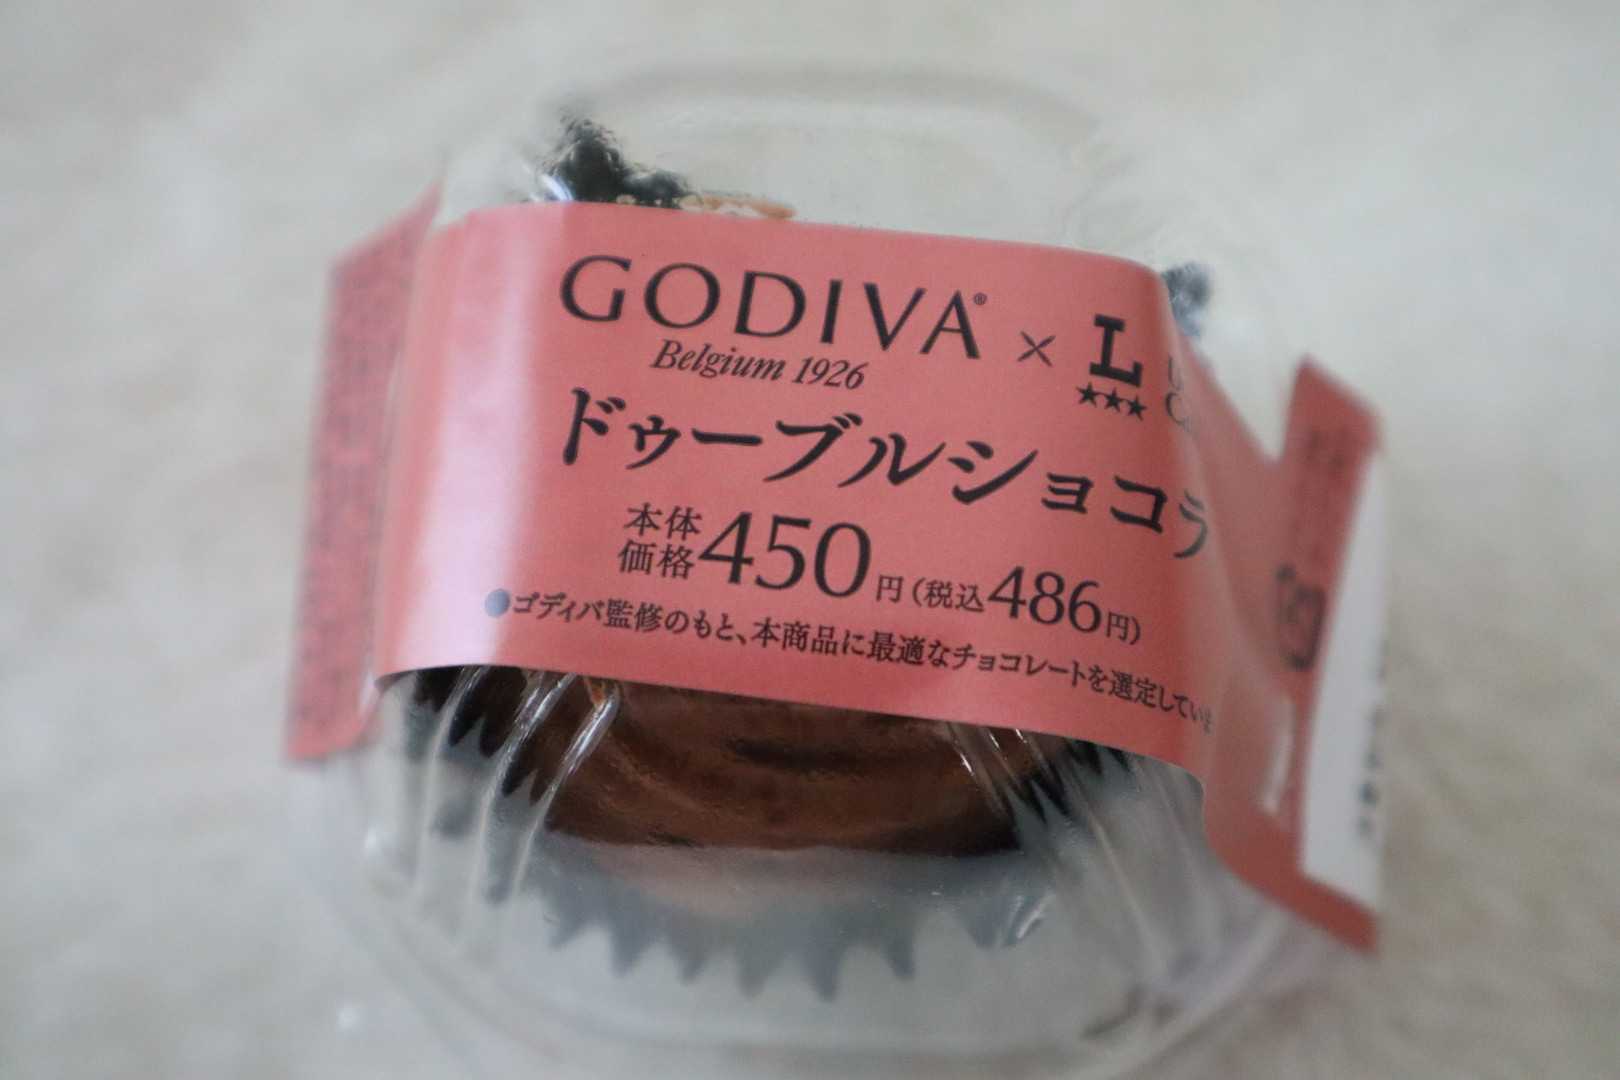 GODIVA® × L
★★★
Belgium 1926
ドゥーブルショコラ
本体価格450円(税込486円)
●ゴディバ監修のもと、本商品に最適なチョコレートを選定していま